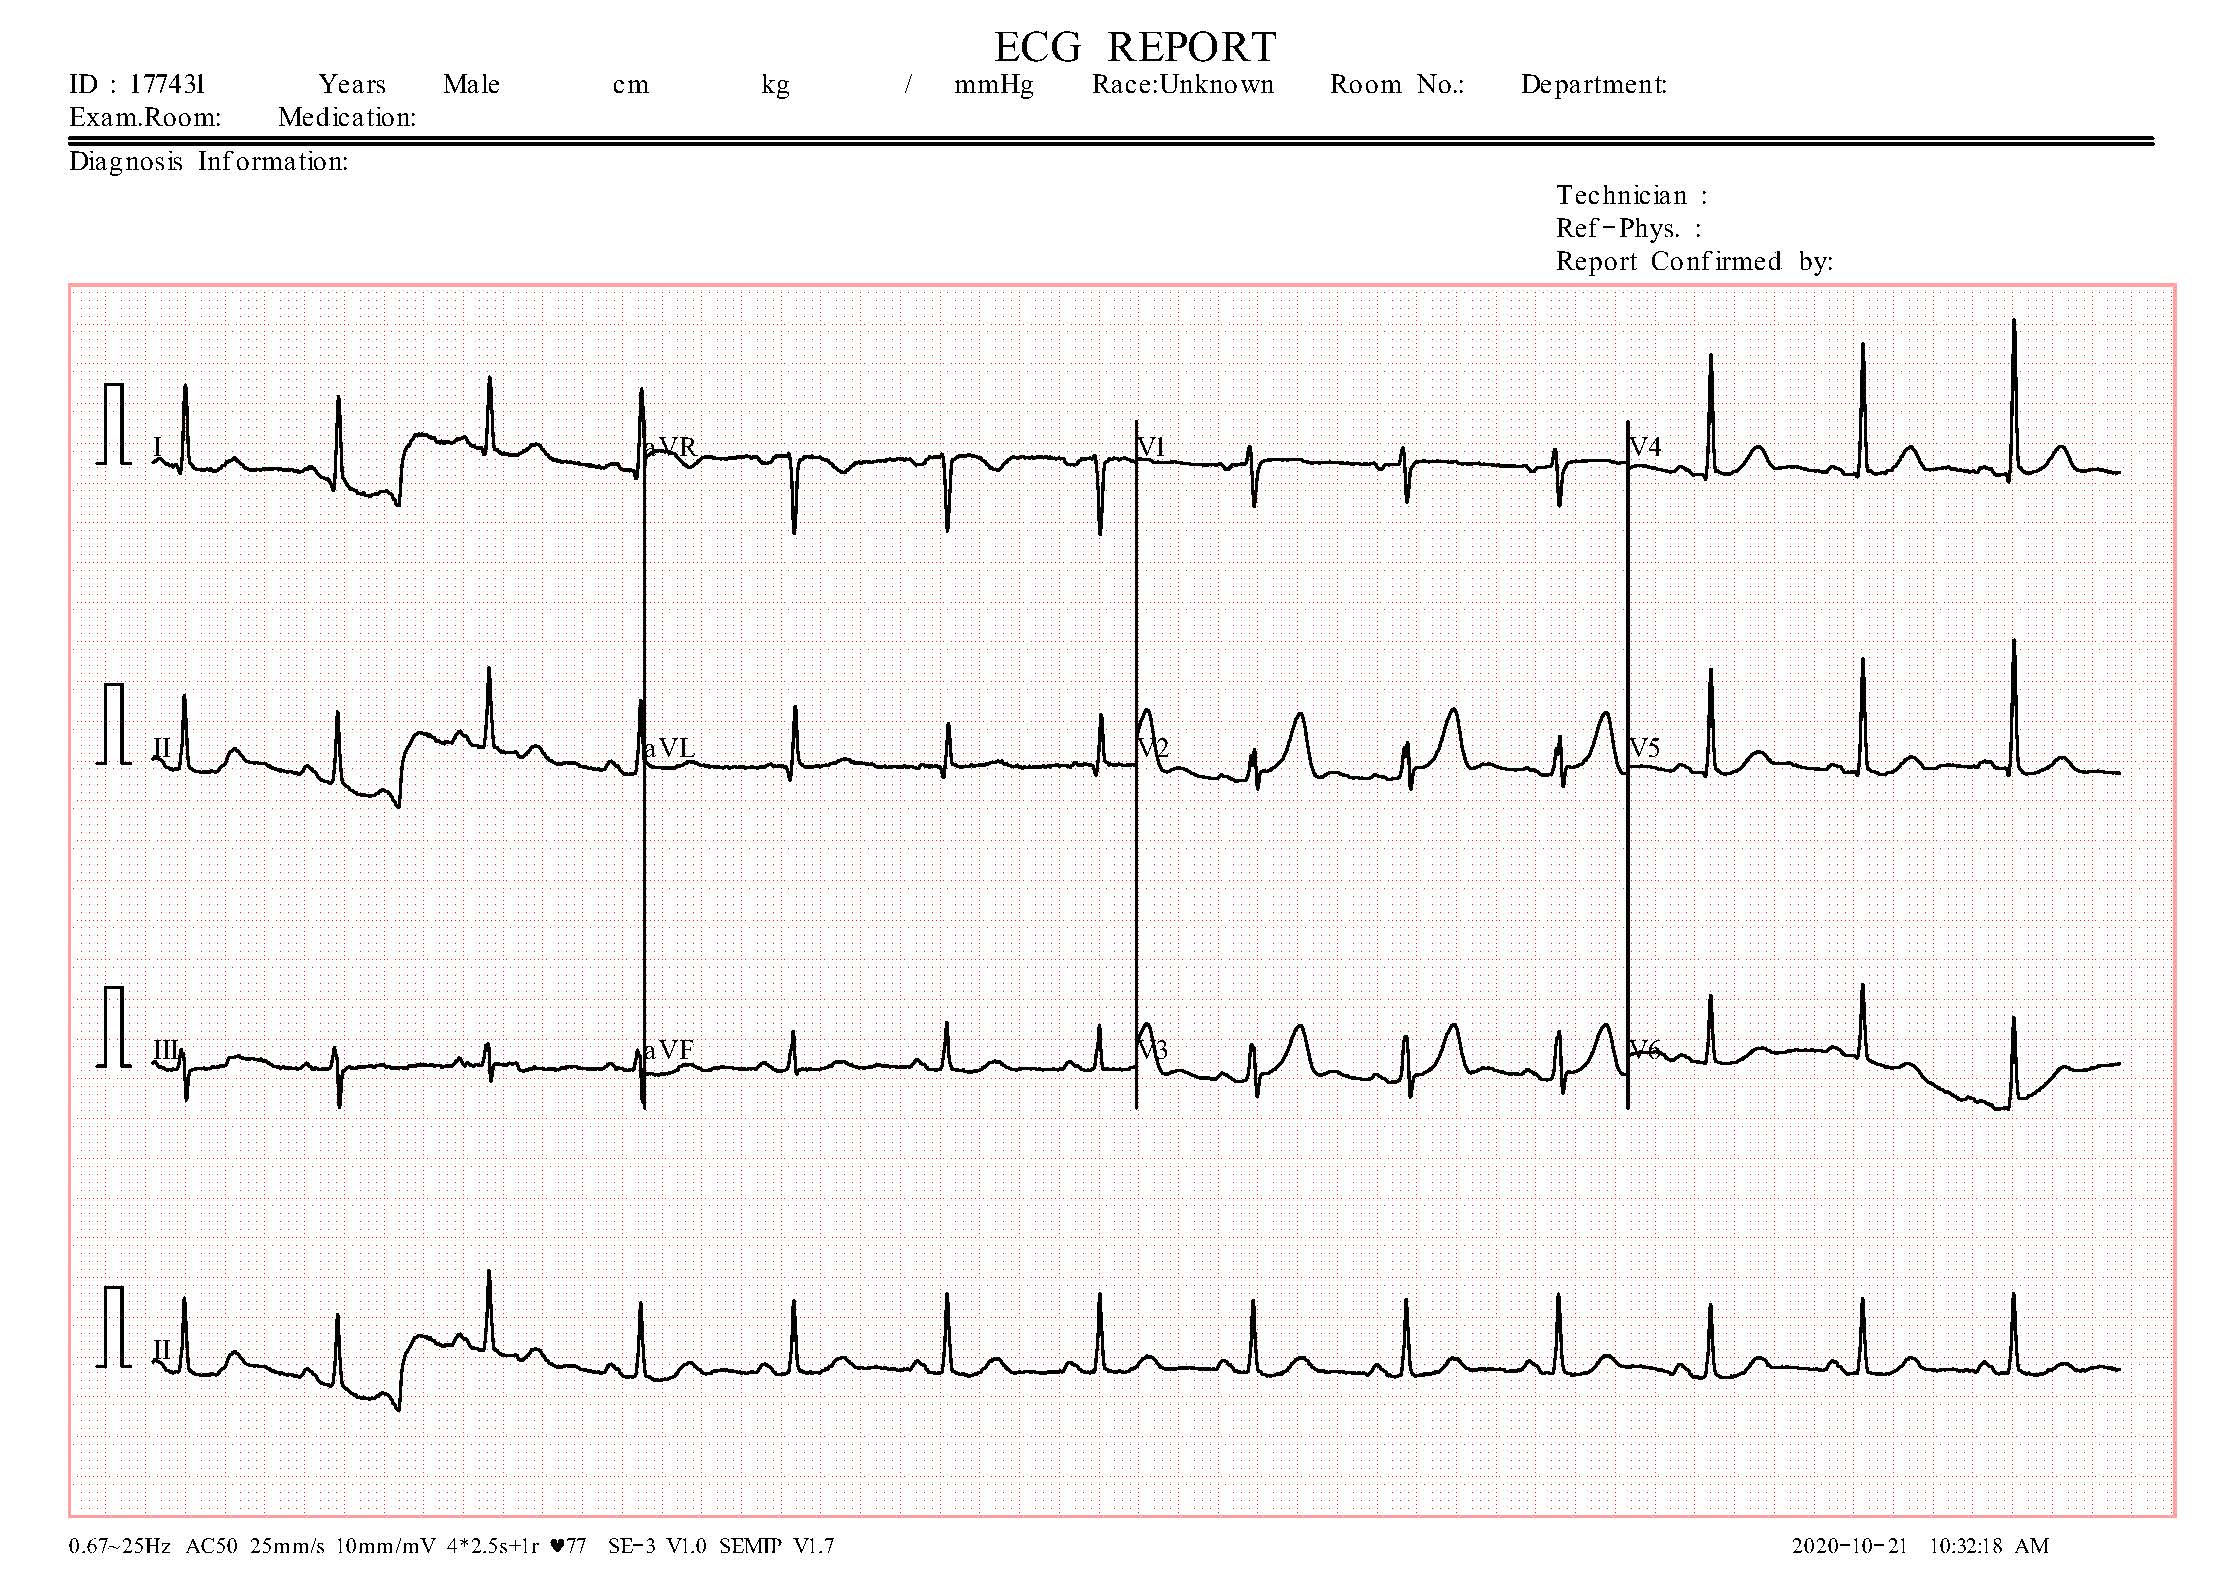 ECG REPORT
ID : 177431 Years Male cm kg / mmHg Race:Unknown Room No.: Department:
Exam.Room: Medication:
Diagnosis Information:
Technician :
Ref-Phys. :
Report Confirmed by:
I aVR V1 V4
II aVL V2 V5
III aVF V3 V6
II
0.67~25Hz AC50 25mm/s 10mm/mV 4*2.5s+1r ♥77 SE-3 V1.0 SEMIP V1.7
2020-10-21 10:32:18 AM